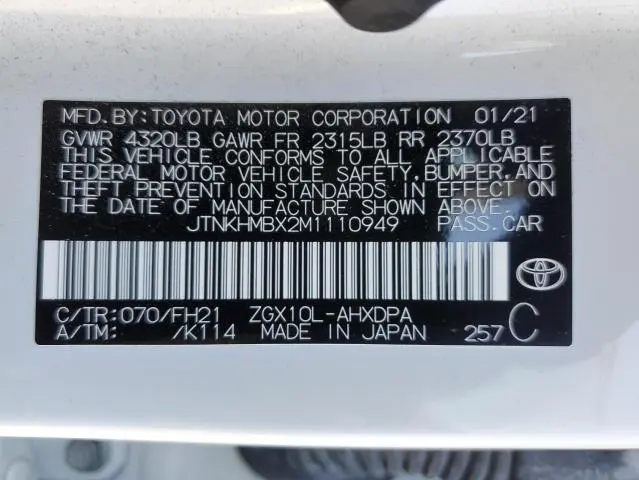 MFD.BY:TOYOTA MOTOR CORPORATION 01/21
GVWR 4320LB GAWR FR 2315LB RR 2370LB
THIS VEHICLE CONFORMS TO ALL APPLICABLE
FEDERAL MOTOR VEHICLE SAFETY,BUMPER,AND
THEFT PREVENTION STANDARDS IN EFFECT ON
THE DATE OF MANUFACTURE SHOWN ABOVE.
JTNKHMBX2M1110949 PASS.CAR
C/TR:070/FH21 ZGX10L-AHXDPA
A/TM: /K114 MADE IN JAPAN 257 C